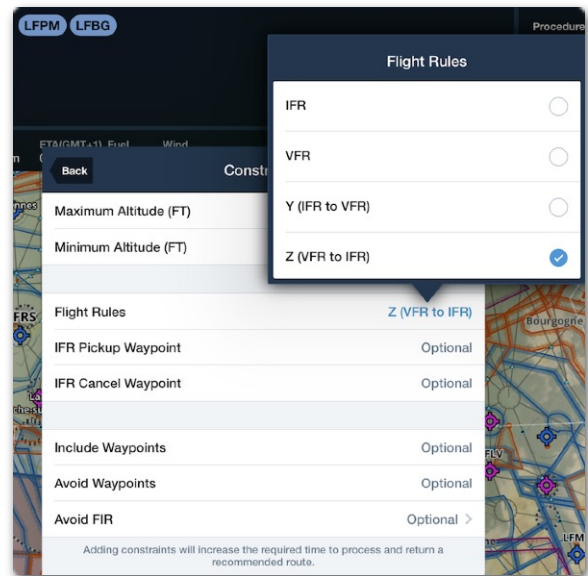 LFPM LFBG
Procedure
Flight Rules
IFR
VFR
Y (IFR to VFR)
Z (VFR to IFR)
ETA(GMT+1) Fuel Wind
Back
Constr
Maximum Altitude (FT)
Minimum Altitude (FT)
Flight Rules Z (VFR to IFR)
IFR Pickup Waypoint Optional
IFR Cancel Waypoint Optional
Include Waypoints Optional
Avoid Waypoints Optional
Avoid FIR Optional
Adding constraints will increase the required time to process and return a
recommended route.
nnes
FRS
La
Bourgogne
FLV
LFM